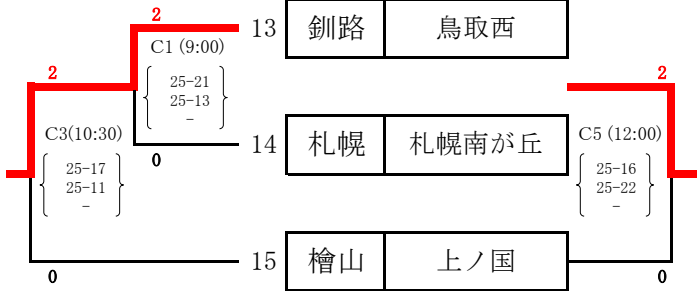 2
13 釧路 鳥取西
C1 (9:00)
2
2
25-21
25-13
-
C3(10:30)
14 札幌 札幌南が丘
C5 (12:00)
0
25-17
25-11
-
25-16
25-22
-
15 檜山 上ノ国
0
0